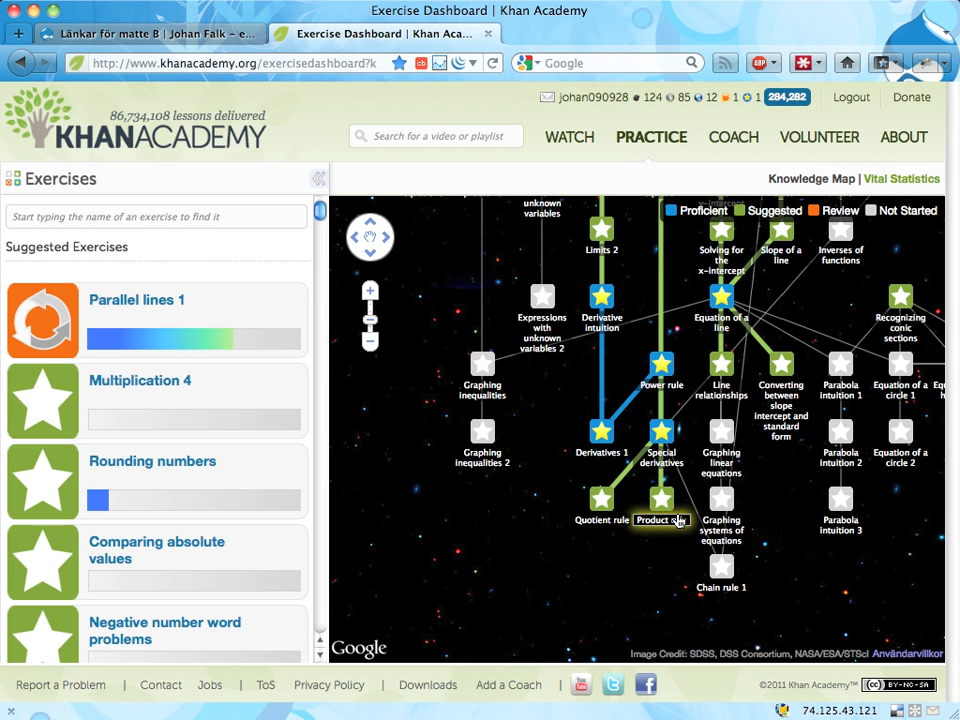 Exercise Dashboard | Khan Academy
Länkar för matte B | Johan Falk - e...
Exercise Dashboard | Khan Aca...
http://www.khanacademy.org/exercisedashboard?k
Google
86,734,108 lessons delivered
KHANACADEMY
johan090928 124 85 12 1 1 284,282
Logout
Donate
Search for a video or playlist
WATCH PRACTICE COACH VOLUNTEER ABOUT
Exercises
Knowledge Map | Vital Statistics
Start typing the name of an exercise to find it
Suggested Exercises
Parallel lines 1
Multiplication 4
Rounding numbers
Comparing absolute
values
Negative number word
problems
Proficient Suggested Review Not Started
unknown
variables
x-intercept
Limits 2
Solving for
the
x-intercept
Slope of a
line
Inverses of
functions
Expressions
with
unknown
variables 2
Derivative
intuition
Equation of a
line
Recognizing
conic
sections
Graphing
inequalities
Power rule
Line
relationships
Converting
between
slope
intercept and
standard
form
Parabola
intuition 1
Equation of a
circle 1
Graphing
inequalities 2
Derivatives 1
Special
derivatives
Graphing
linear
equations
Parabola
intuition 2
Equation of a
circle 2
Quotient rule
Product
Graphing
systems of
equations
Parabola
intuition 3
Chain rule 1
Google
Image Credit: SDSS, DSS Consortium, NASA/ESA/STScI Användarvillkor
Report a Problem | Contact Jobs | ToS Privacy Policy | Downloads Add a Coach |
©2011 Khan Academy™
cc BY-NC-SA
74.125.43.121